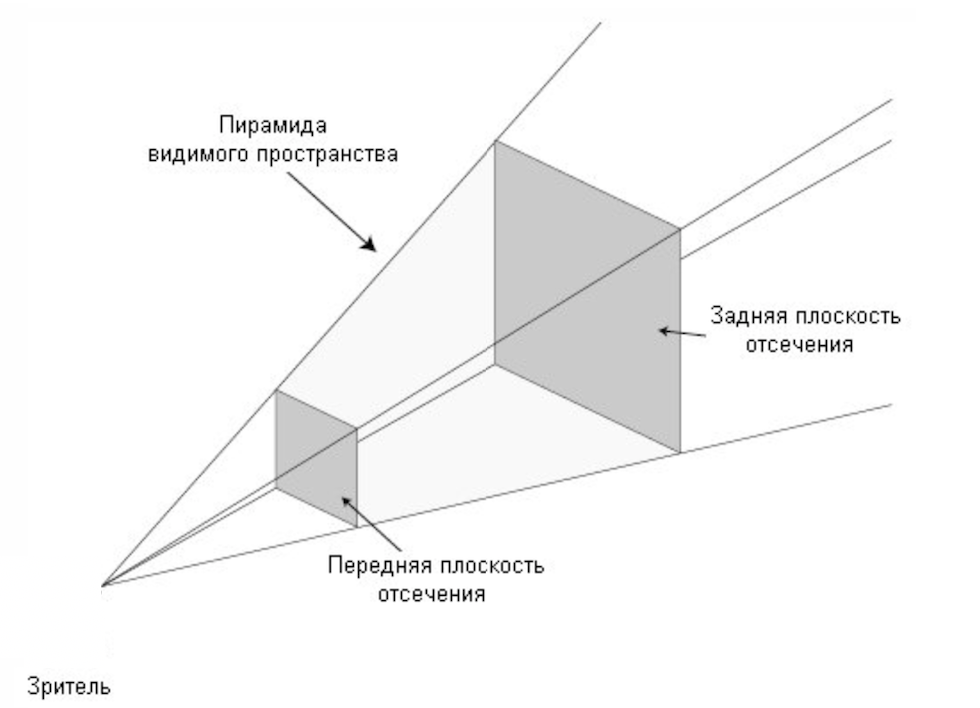 Пирамида
видимого пространства
Задняя плоскость
отсечения
Передняя плоскость
отсечения
Зритель